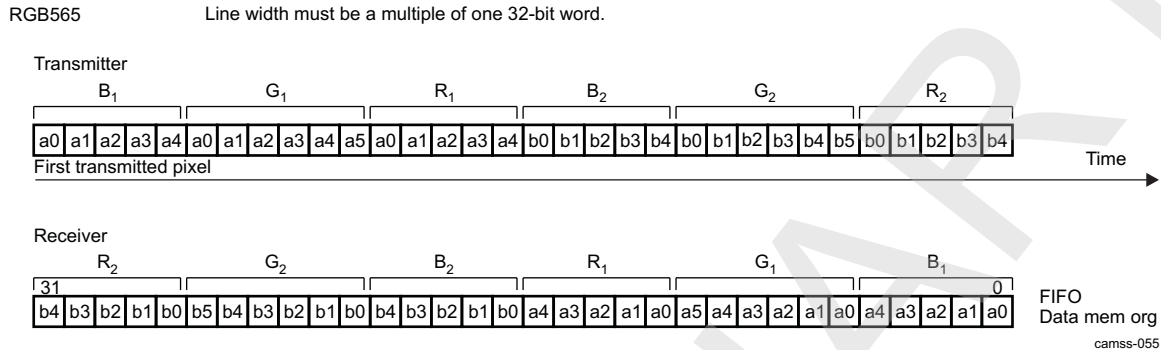 RGB565 Line width must be a multiple of one 32-bit word.
Transmitter
B1 G1 R1 B2 G2 R2
a0 a1 a2 a3 a4 a0 a1 a2 a3 a4 a5 a0 a1 a2 a3 a4 b0 b1 b2 b3 b4 b0 b1 b2 b3 b4 b5 b0 b1 b2 b3 b4
First transmitted pixel Time
Receiver
R2 G2 B2 R1 G1 B1
31 0
b4 b3 b2 b1 b0 b5 b4 b3 b2 b1 b0 b4 b3 b2 b1 b0 a4 a3 a2 a1 a0 a5 a4 a3 a2 a1 a0 a4 a3 a2 a1 a0
FIFO
Data mem org
camss-055